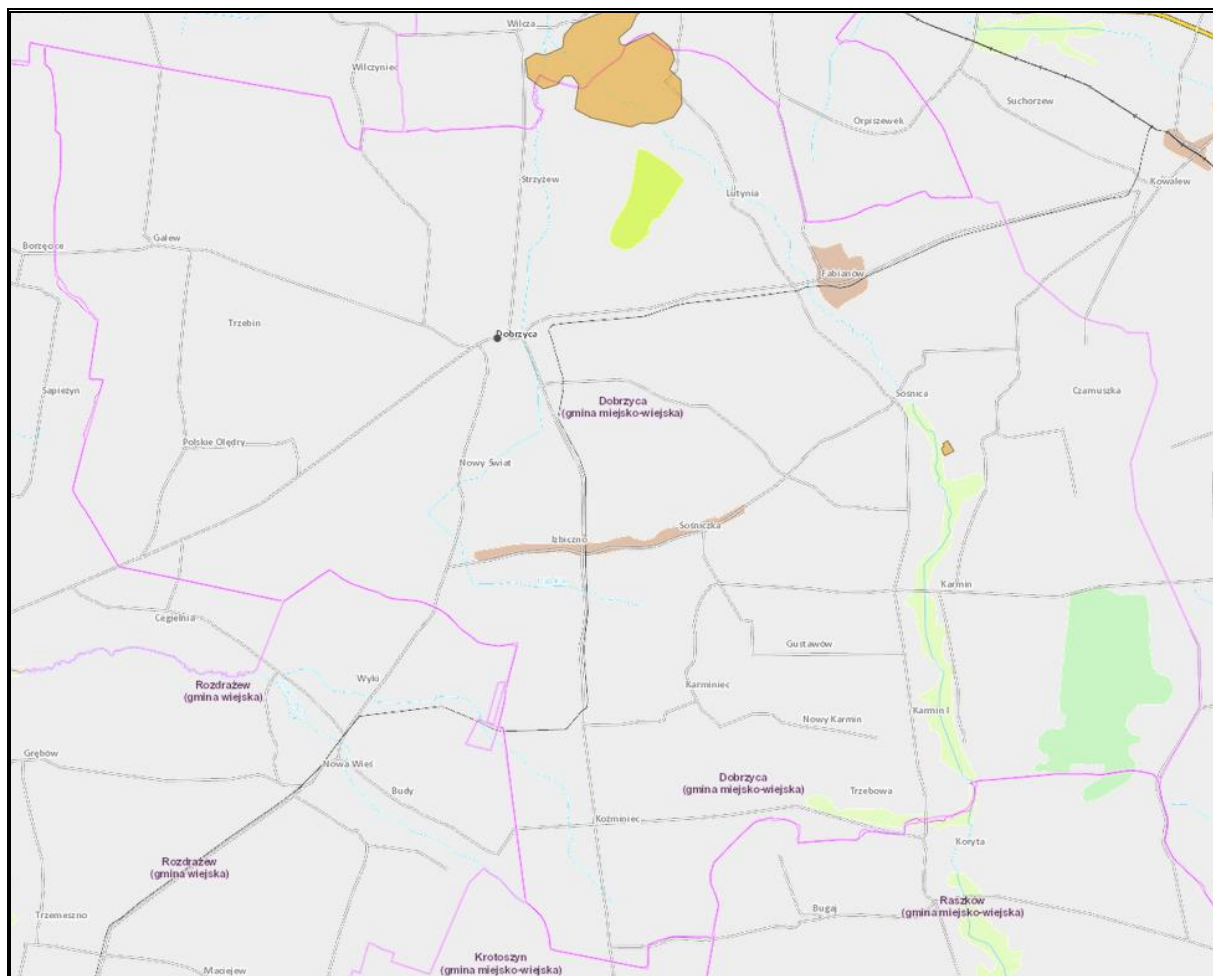 Wilcza
Wilczyniec
Suchorzew
Orpiszewek
Strzyżew
Kowalew
Lutynia
Galew
Borzęcice
Fabianów
Trzebin
Dobrzyca
Sapieżyn
Sośnica
Czarnuszka
Dobrzyca
(gmina miejsko-wiejska)
Polskie Olędry
Nowy Świat
Sośniczka
Izbiczno
Karmin
Cegielnia
Gustawów
Wyki
Rozdrażew
(gmina wiejska)
Karminiec
Karmin I
Nowy Karmin
Grębów
Nowa Wieś
Dobrzyca
(gmina miejsko-wiejska)
Budy
Trzebowa
Koźminiec
Koryta
Rozdrażew
(gmina wiejska)
Raszków
(gmina miejsko-wiejska)
Bugaj
Trzemeszno
Krotoszyn
(gmina miejsko-wiejska)
Maciejew